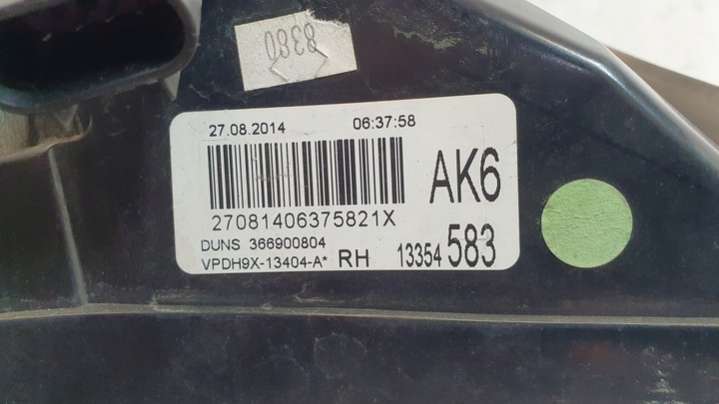 8380
27.08.2014 06:37:58
AK6
27081406375821X
DUNS 366900804
VPDH9X-13404-A* RH 13354 583